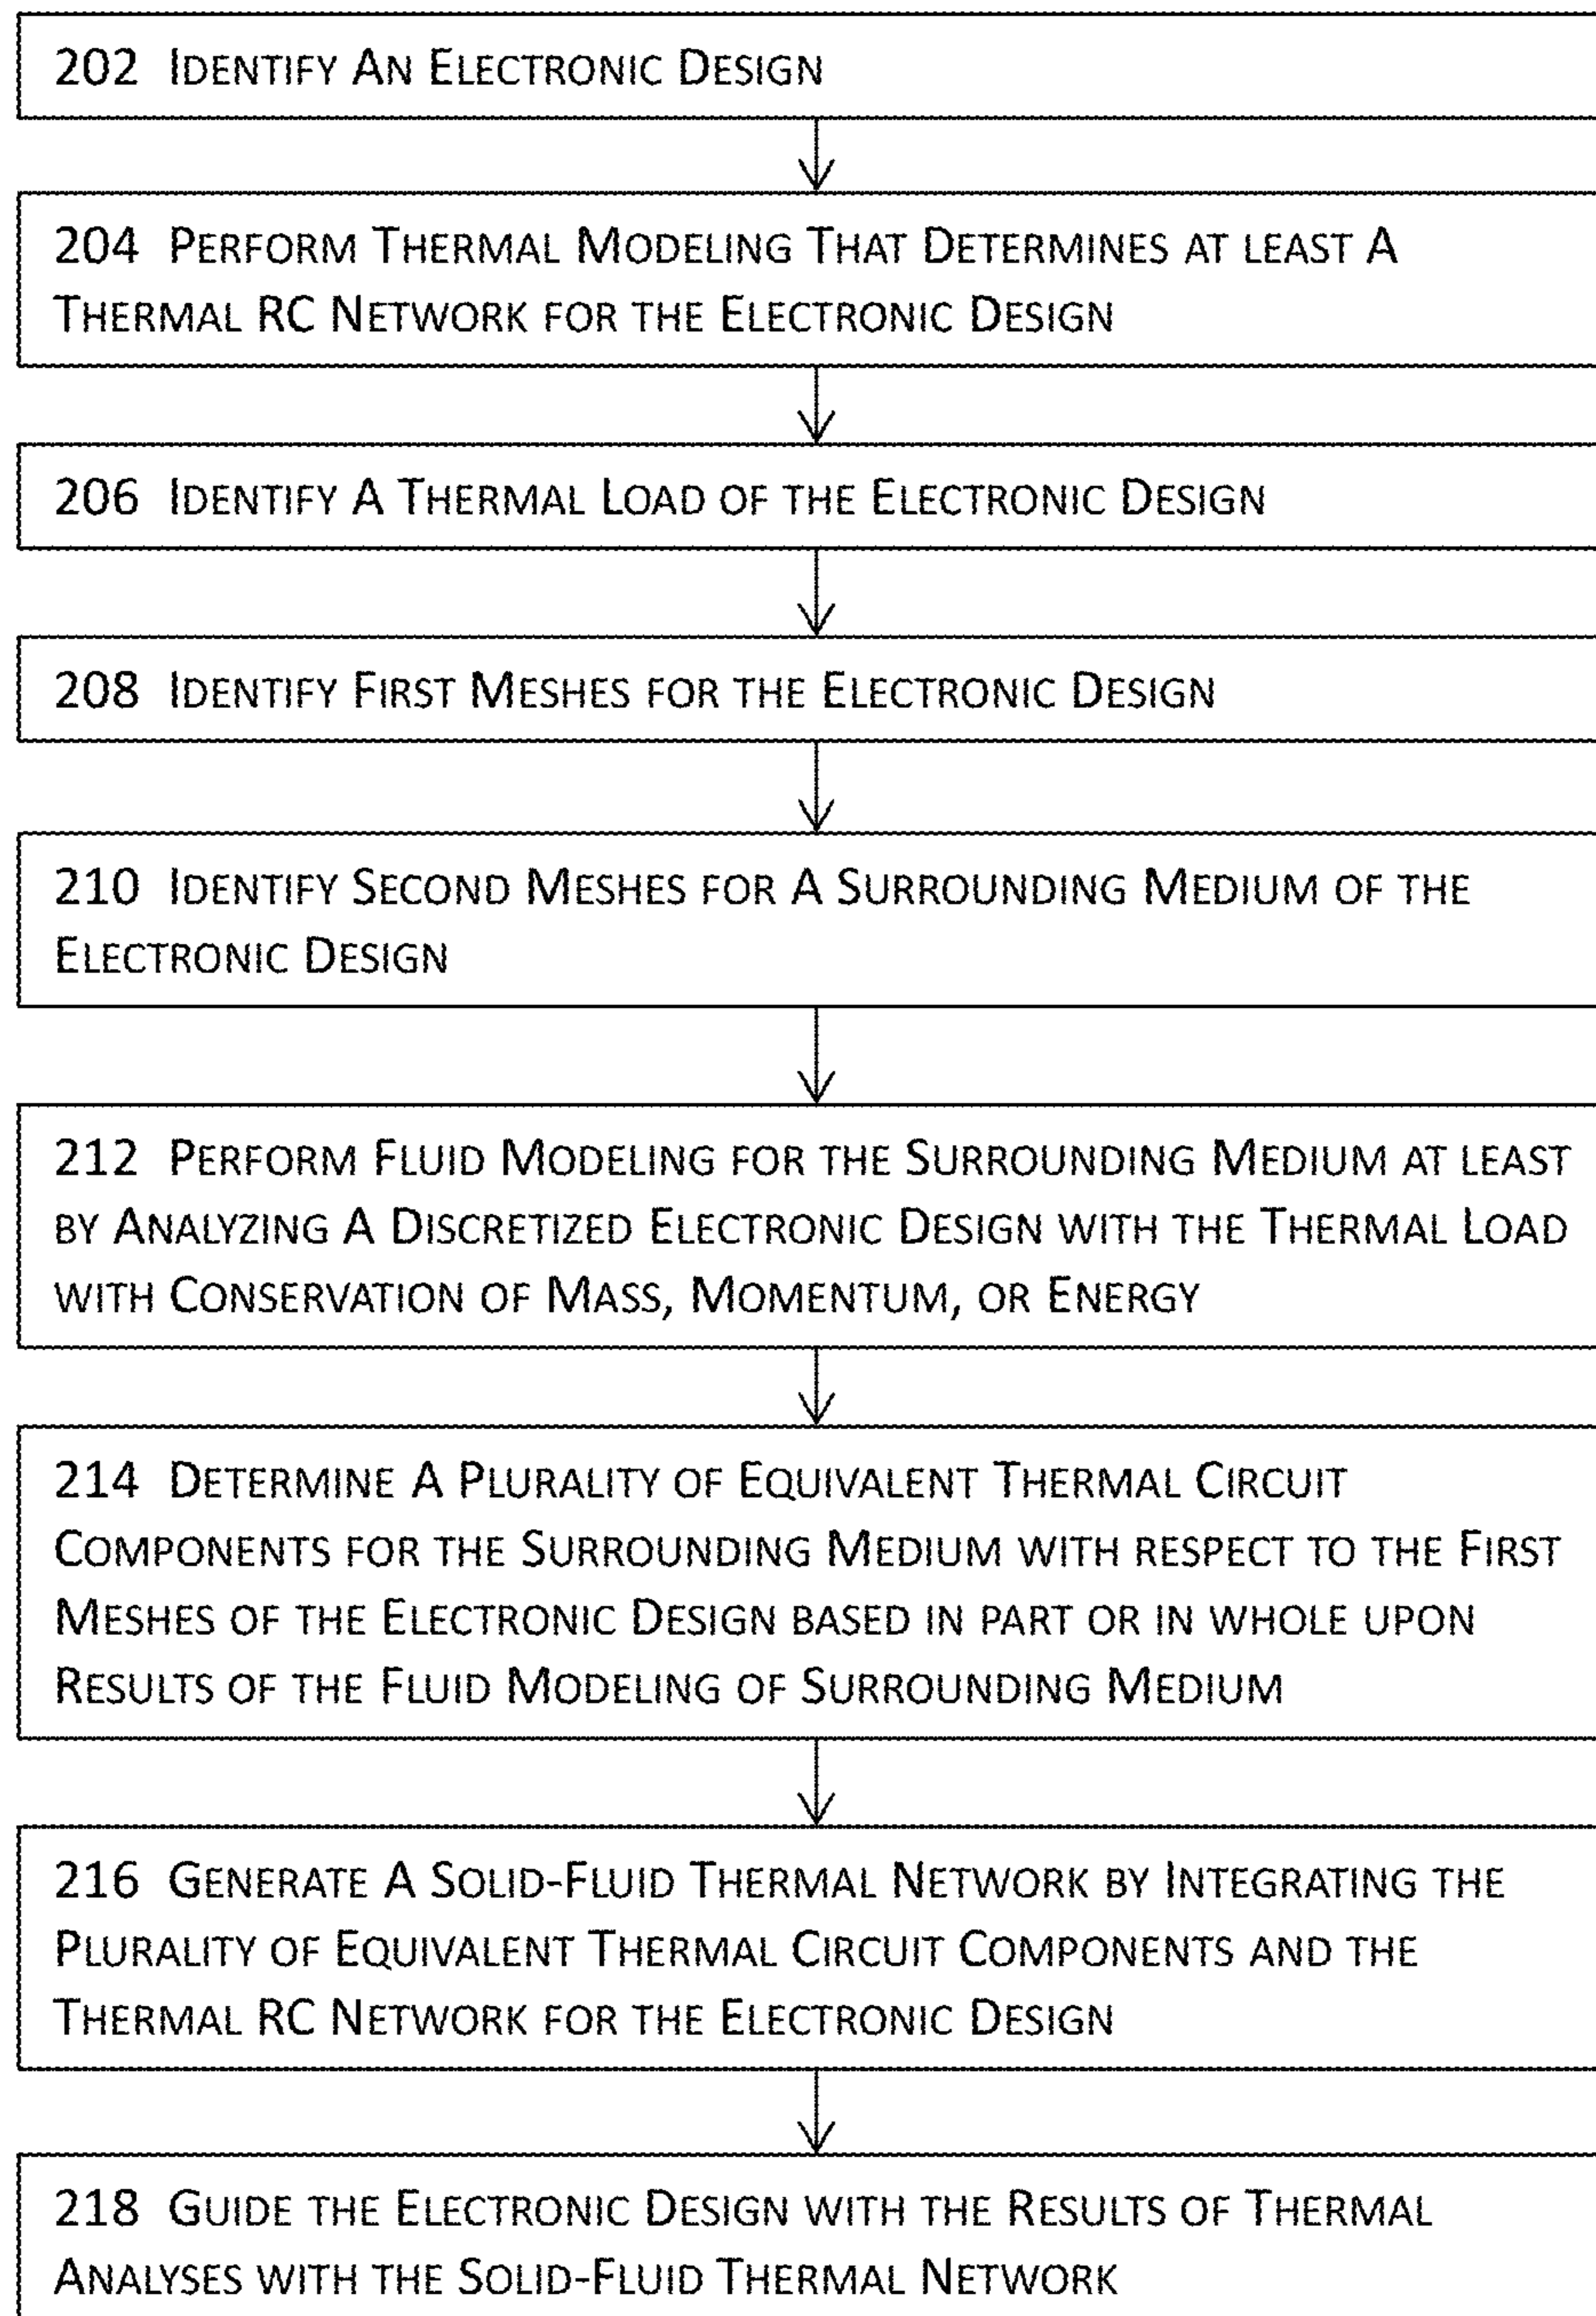 202 IDENTIFY AN ELECTRONIC DESIGN
204 PERFORM THERMAL MODELING THAT DETERMINES AT LEAST A
THERMAL RC NETWORK FOR THE ELECTRONIC DESIGN
206 IDENTIFY A THERMAL LOAD OF THE ELECTRONIC DESIGN
208 IDENTIFY FIRST MESHES FOR THE ELECTRONIC DESIGN
210 IDENTIFY SECOND MESHES FOR A SURROUNDING MEDIUM OF THE
ELECTRONIC DESIGN
212 PERFORM FLUID MODELING FOR THE SURROUNDING MEDIUM AT LEAST
BY ANALYZING A DISCRETIZED ELECTRONIC DESIGN WITH THE THERMAL LOAD
WITH CONSERVATION OF MASS, MOMENTUM, OR ENERGY
214 DETERMINE A PLURALITY OF EQUIVALENT THERMAL CIRCUIT
COMPONENTS FOR THE SURROUNDING MEDIUM WITH RESPECT TO THE FIRST
MESHES OF THE ELECTRONIC DESIGN BASED IN PART OR IN WHOLE UPON
RESULTS OF THE FLUID MODELING OF SURROUNDING MEDIUM
216 GENERATE A SOLID-FLUID THERMAL NETWORK BY INTEGRATING THE
PLURALITY OF EQUIVALENT THERMAL CIRCUIT COMPONENTS AND THE
THERMAL RC NETWORK FOR THE ELECTRONIC DESIGN
218 GUIDE THE ELECTRONIC DESIGN WITH THE RESULTS OF THERMAL
ANALYSES WITH THE SOLID-FLUID THERMAL NETWORK